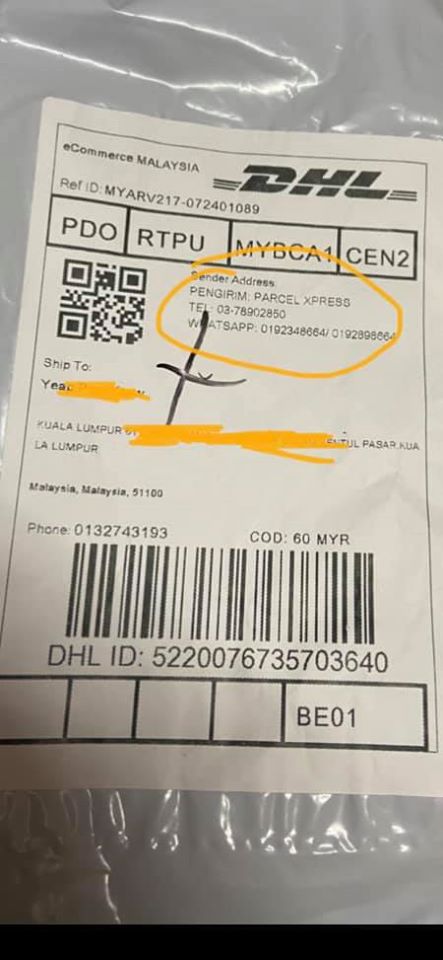 eCommerce MALAYSIA
DHL
Ref ID: MYARV217-072401089
PDO RTPU MYBCA1 CEN2
Sender Address:
PENGIRIM: PARCEL XPRESS
TEL: 03-78902850
WHATSAPP: 0192348664/ 0192898664
Ship To:
KUALA LUMPUR
PASAR,KUA
LA LUMPUR
Malaysia, Malaysia, 51100
Phone: 0132743193
COD: 60 MYR
DHL ID: 5220076735703640
BE01